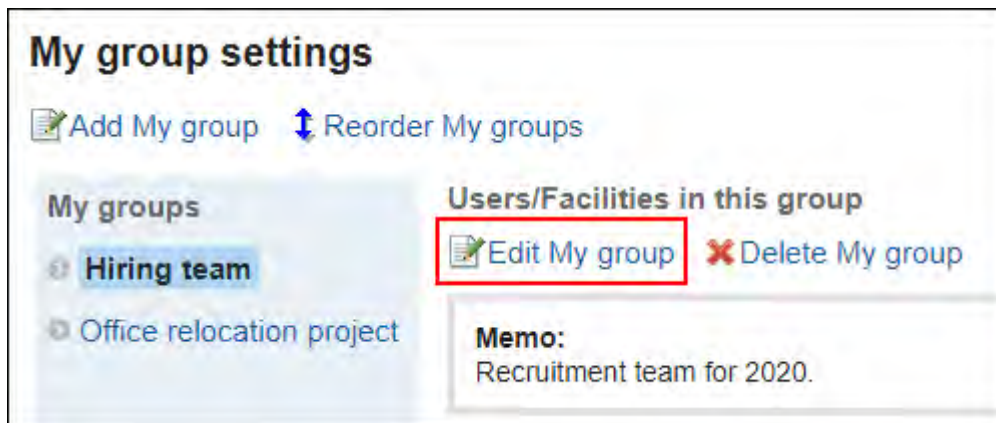 My group settings
Add My group Reorder My groups
My groups
Hiring team
Office relocation project
Users/Facilities in this group
Edit My group Delete My group
Memo:
Recruitment team for 2020.